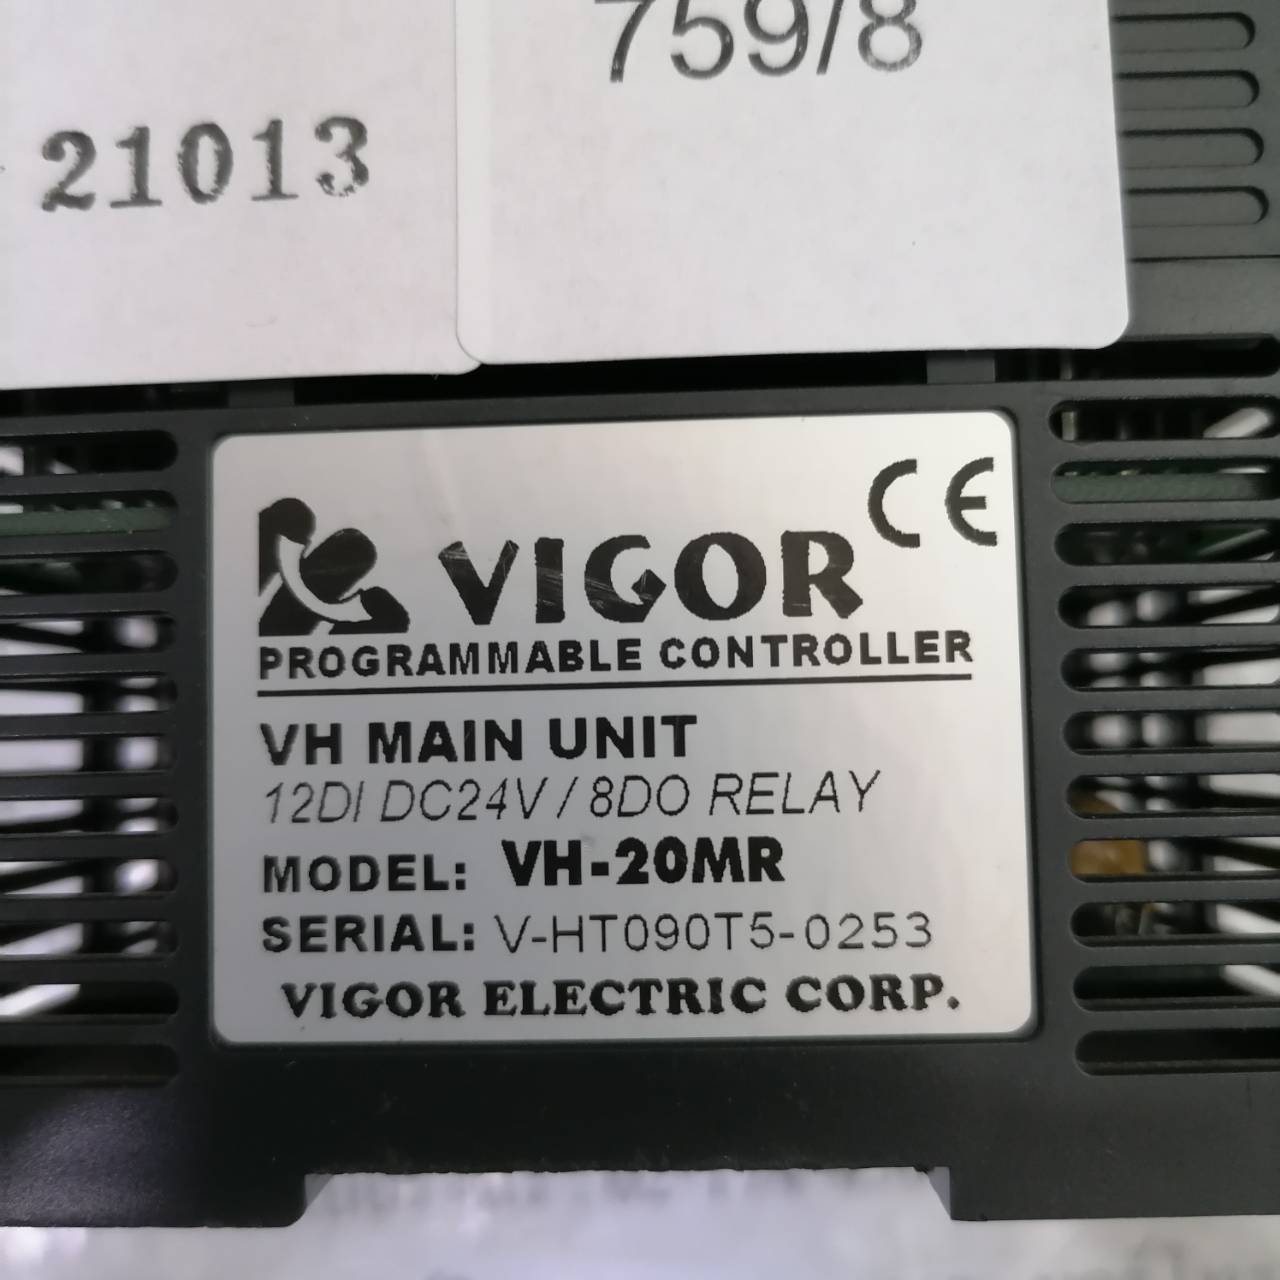 759/8
21013
CE
VIGOR
PROGRAMMABLE CONTROLLER
VH MAIN UNIT
12DI DC24V / 8DO RELAY
MODEL: VH-20MR
SERIAL: V-HT090T5-0253
VIGOR ELECTRIC CORP.